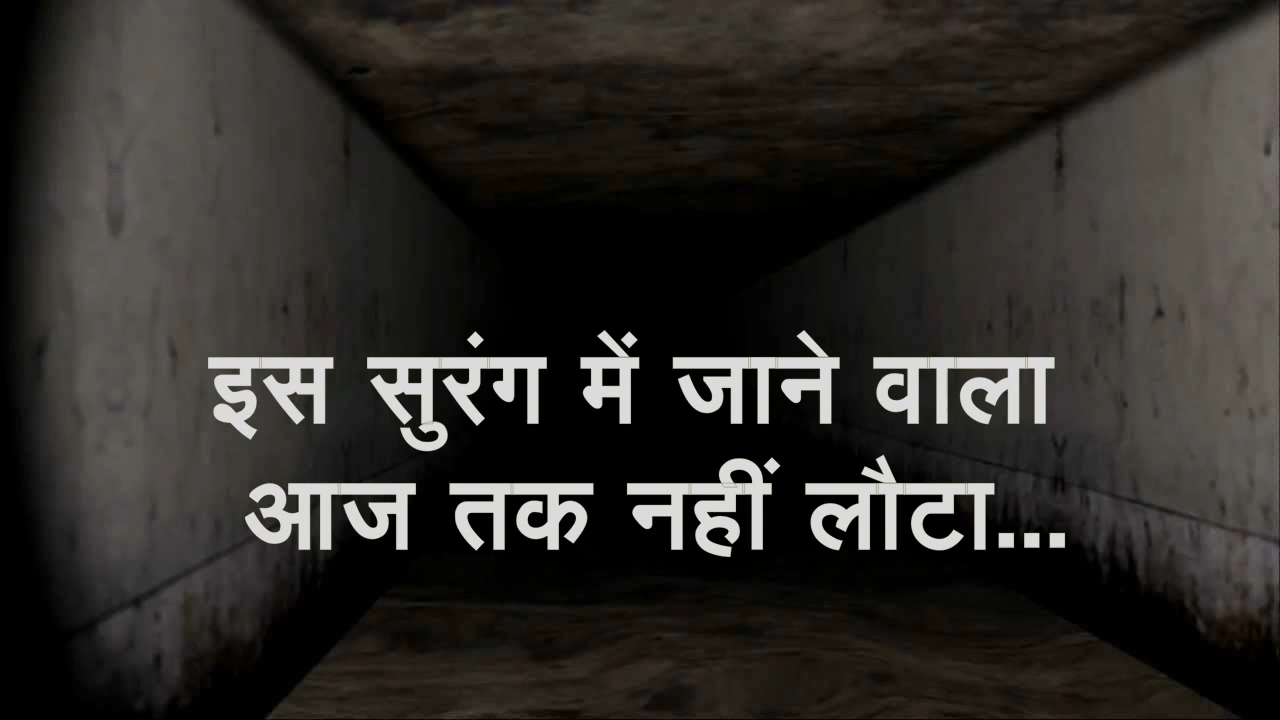 इस सुरंग में जाने वाला
आज तक नहीं लौटा...